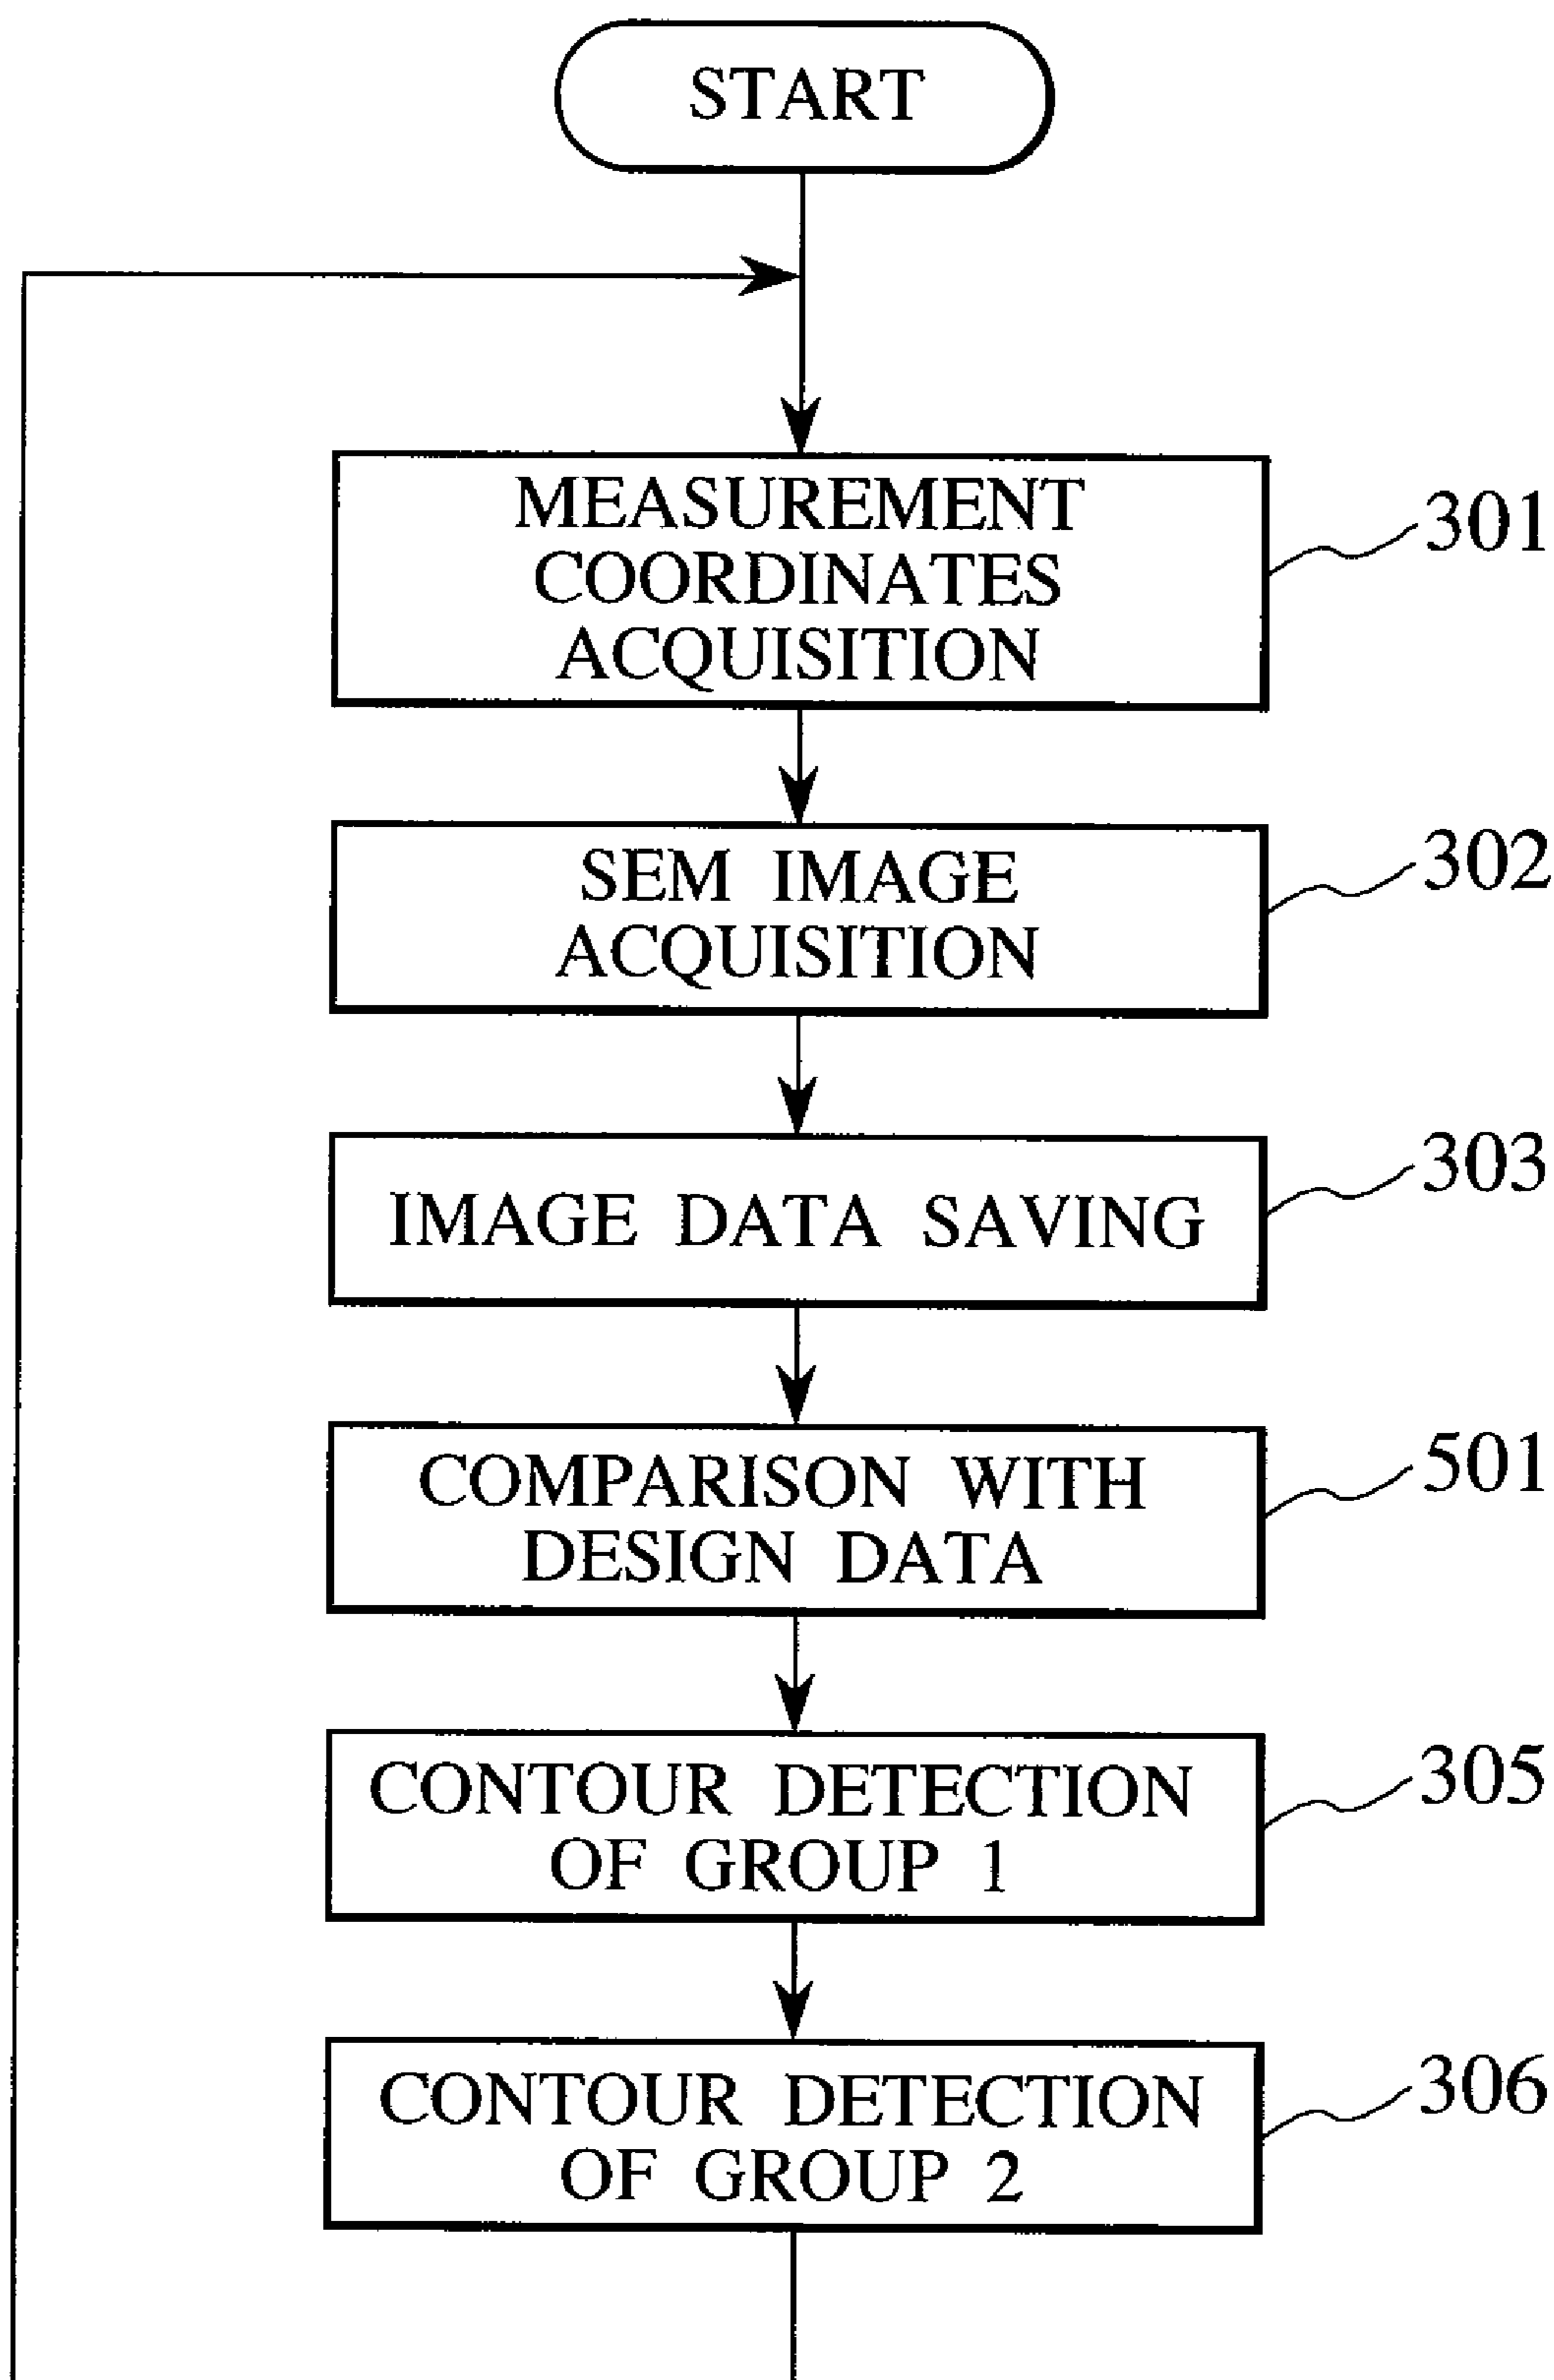 START
MEASUREMENT
COORDINATES
ACQUISITION
301
SEM IMAGE
ACQUISITION
302
IMAGE DATA SAVING
303
COMPARISON WITH
DESIGN DATA
501
CONTOUR DETECTION
OF GROUP 1
305
CONTOUR DETECTION
OF GROUP 2
306